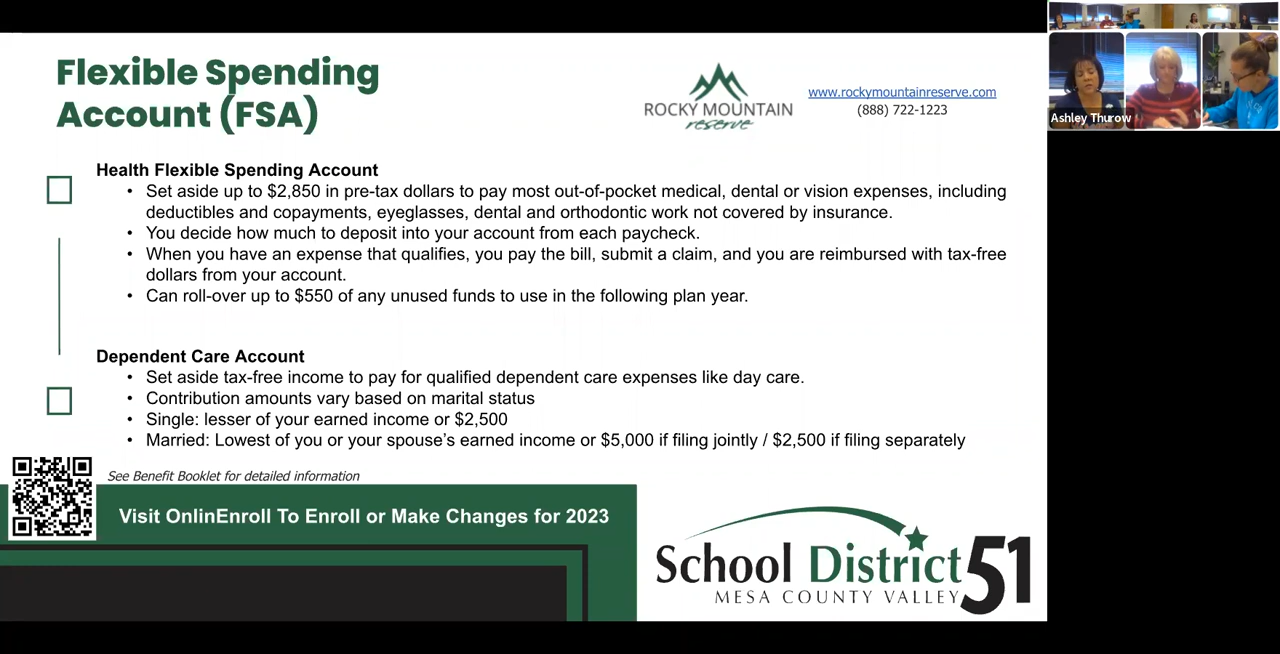 Flexible Spending
Account (FSA)
ROCKY MOUNTAIN
reserve
www.rockymountainreserve.com
(888) 722-1223
Ashley Thurow
Health Flexible Spending Account
• Set aside up to $2,850 in pre-tax dollars to pay most out-of-pocket medical, dental or vision expenses, including
deductibles and copayments, eyeglasses, dental and orthodontic work not covered by insurance.
• You decide how much to deposit into your account from each paycheck.
• When you have an expense that qualifies, you pay the bill, submit a claim, and you are reimbursed with tax-free
dollars from your account.
• Can roll-over up to $550 of any unused funds to use in the following plan year.
Dependent Care Account
• Set aside tax-free income to pay for qualified dependent care expenses like day care.
• Contribution amounts vary based on marital status
• Single: lesser of your earned income or $2,500
• Married: Lowest of you or your spouse's earned income or $5,000 if filing jointly / $2,500 if filing separately
See Benefit Booklet for detailed information
Visit OnlinEnroll To Enroll or Make Changes for 2023
School District 51
MESA COUNTY VALLEY